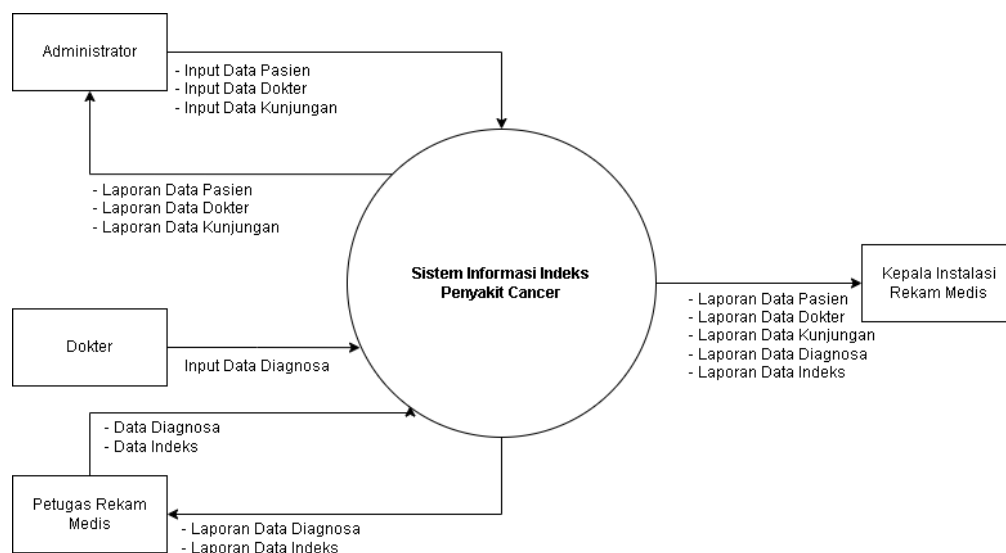 Administrator
- Input Data Pasien
- Input Data Dokter
- Input Data Kunjungan
- Laporan Data Pasien
- Laporan Data Dokter
- Laporan Data Kunjungan
Sistem Informasi Indeks
Penyakit Cancer
Kepala Instalasi
Rekam Medis
- Laporan Data Pasien
- Laporan Data Dokter
- Laporan Data Kunjungan
- Laporan Data Diagnosa
- Laporan Data Indeks
Dokter
Input Data Diagnosa
- Data Diagnosa
- Data Indeks
Petugas Rekam
Medis
- Laporan Data Diagnosa
- Laporan Data Indeks